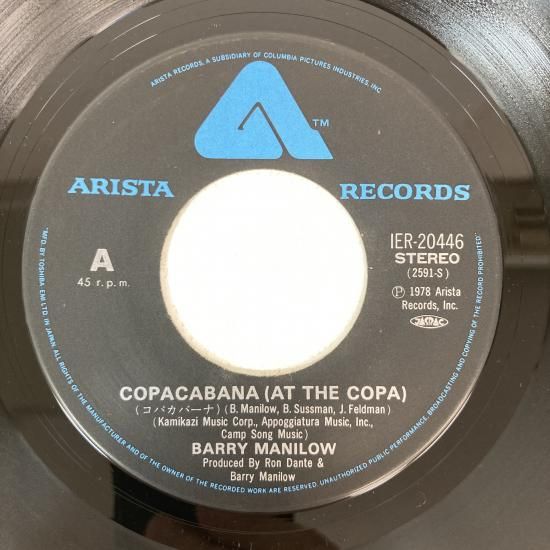 ARISTA RECORDS, A SUBSIDIARY OF COLUMBIA PICTURES INDUSTRIES, INC
TM
ARISTA RECORDS
A
45 r.p.m.
IER-20446
STEREO
(2591-S)
Ⓟ 1978 Arista
Records, Inc.
JASRAC
COPACABANA (AT THE COPA)
(コパカバーナ) (B. Manilow, B. Sussman, J. Feldman)
(Kamikazi Music Corp., Appoggiatura Music, Inc.,
Camp Song Music)
BARRY MANILOW
Produced By Ron Dante &
Barry Manilow
"MFD. BY TOSHIBA EMI LTD. IN JAPAN. ALL RIGHTS OF THE MANUFACTURER AND OF THE OWNER OF THE RECORDED WORK ARE RESERVED. UNAUTHORIZED PUBLIC PERFORMANCE, BROADCASTING AND COPYING OF THE RECORD PROHIBITED."